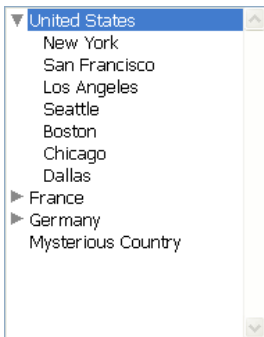 United States
New York
San Francisco
Los Angeles
Seattle
Boston
Chicago
Dallas
France
Germany
Mysterious Country